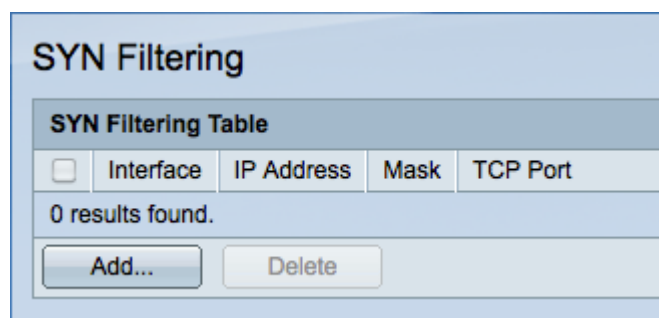 SYN Filtering
SYN Filtering Table
Interface IP Address Mask TCP Port
0 results found.
Add... Delete